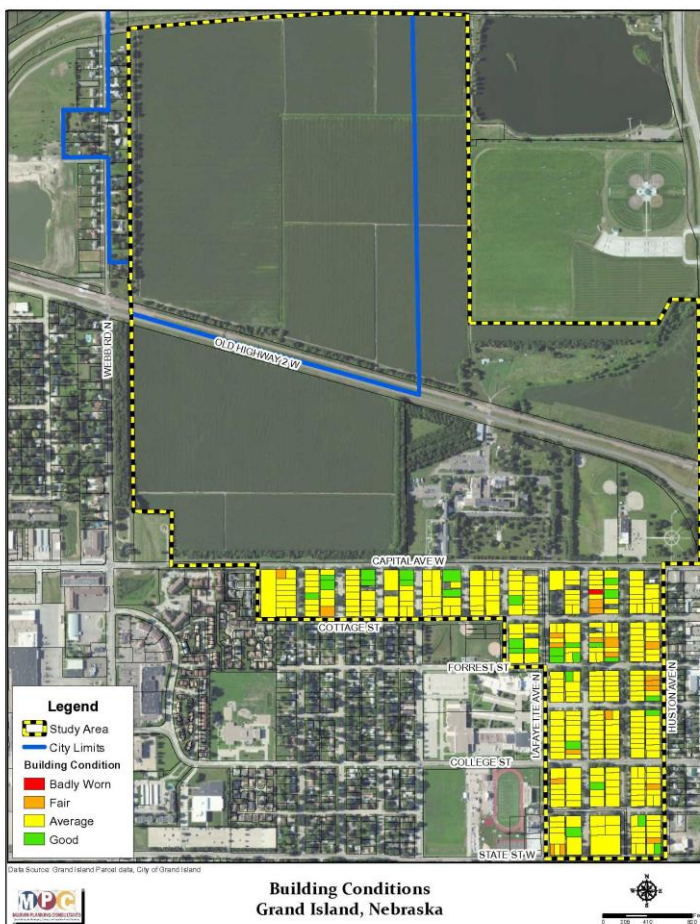 WEBB RD N
OLD HIGHWAY 2 W
CAPITAL AVE W
COTTAGE ST
FORREST ST
LAFAYETTE AVE N
HUSTON AVE N
COLLEGE ST
STATE ST W
Legend
Study Area
City Limits
Building Condition
Badly Worn
Fair
Average
Good
Data Source: Grand Island Parcel data, City of Grand Island
MPC
Building Conditions
Grand Island, Nebraska
N